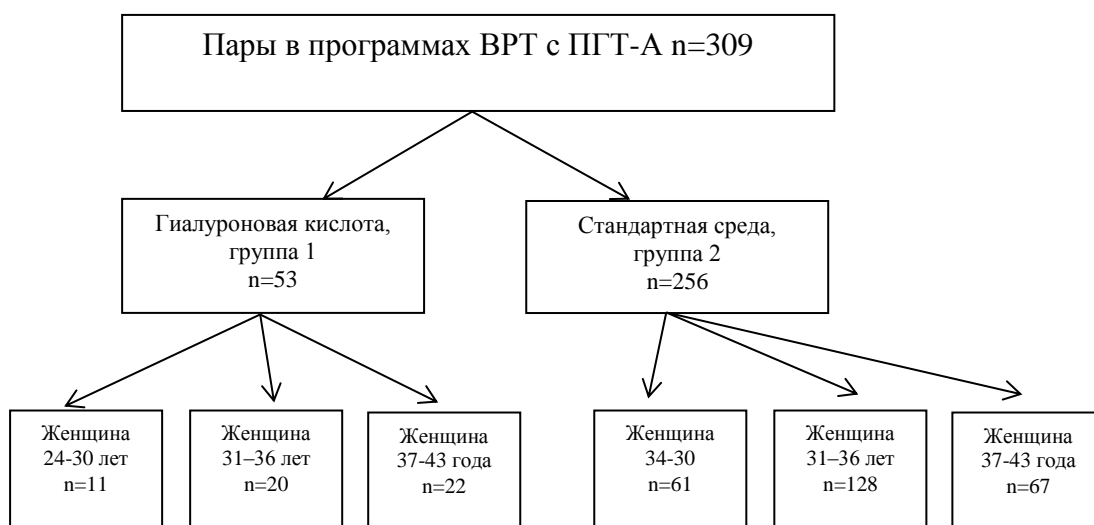 Пары в программах ВРТ с ПГТ-А n=309
Гиалуроновая кислота,
группа 1
n=53
Стандартная среда,
группа 2
n=256
Женщина
24-30 лет
n=11
Женщина
31–36 лет
n=20
Женщина
37-43 года
n=22
Женщина
34-30
n=61
Женщина
31–36 лет
n=128
Женщина
37-43 года
n=67